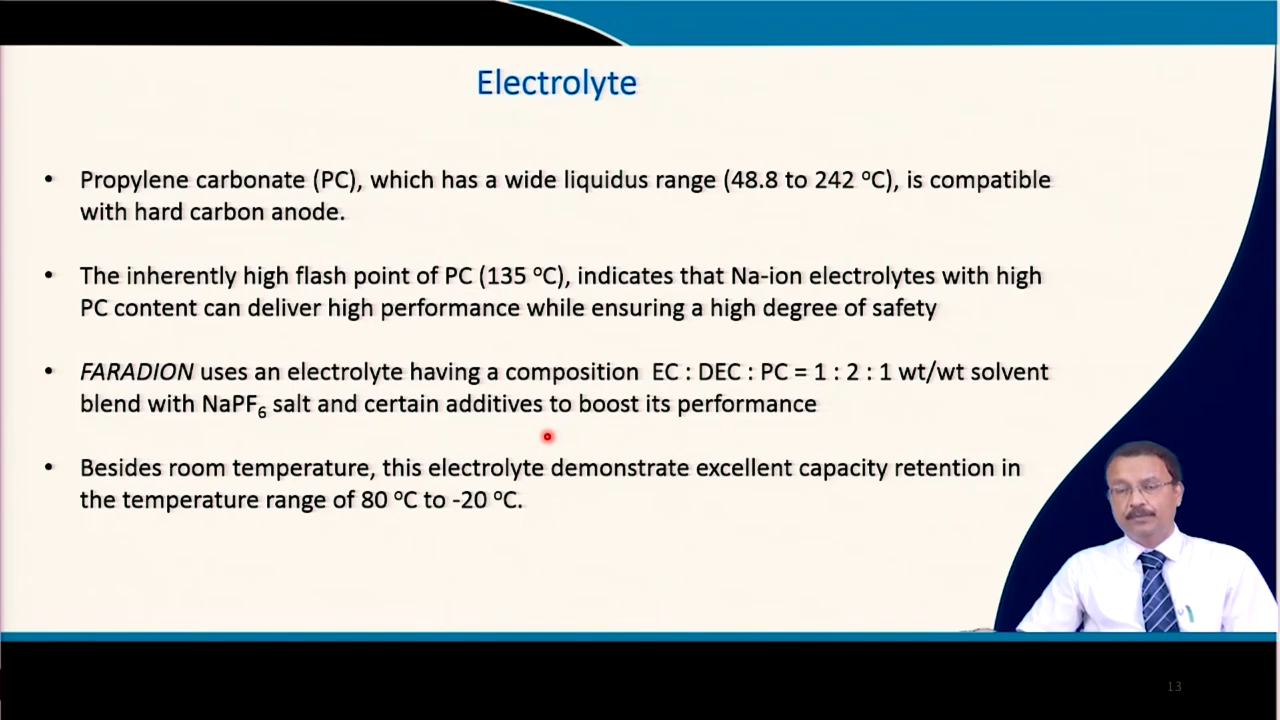 Electrolyte
• Propylene carbonate (PC), which has a wide liquidus range (48.8 to 242 ºC), is compatible
with hard carbon anode.
• The inherently high flash point of PC (135 ºC), indicates that Na-ion electrolytes with high
PC content can deliver high performance while ensuring a high degree of safety
• FARADION uses an electrolyte having a composition EC : DEC : PC = 1 : 2 : 1 wt/wt solvent
blend with NaPF₆ salt and certain additives to boost its performance
• Besides room temperature, this electrolyte demonstrate excellent capacity retention in
the temperature range of 80 ºC to -20 ºC.
13